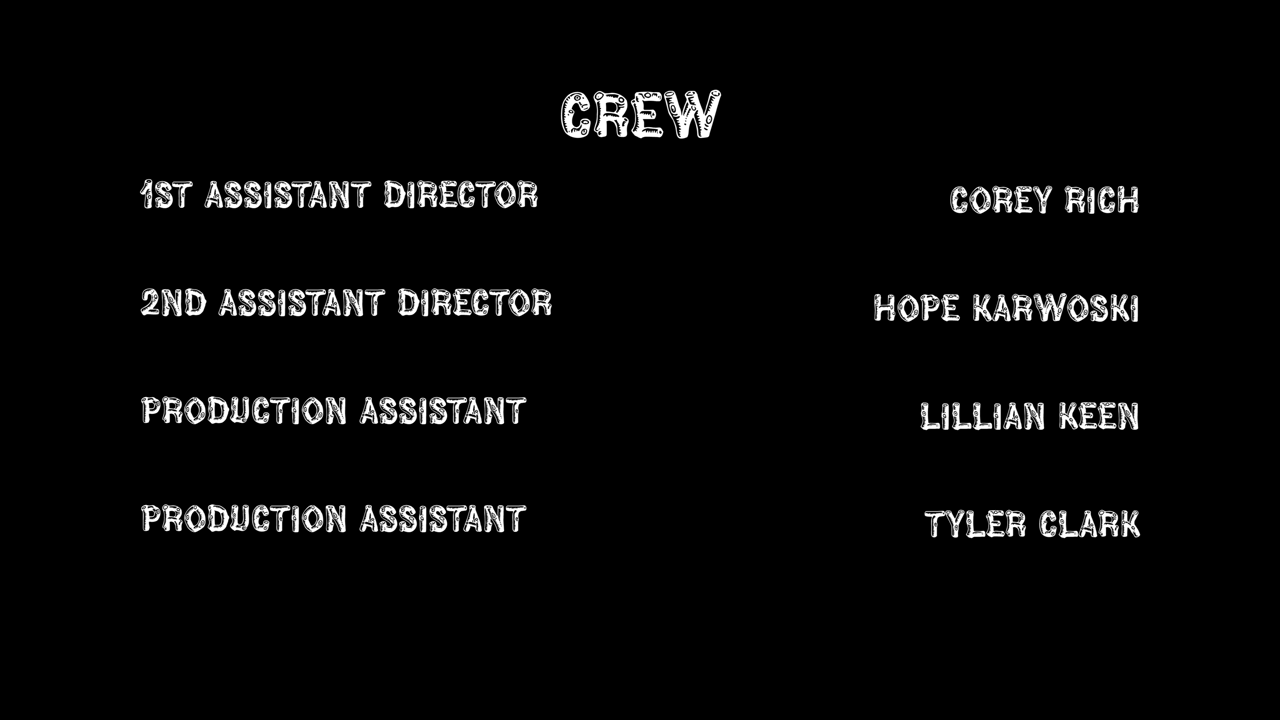 CREW
1ST ASSISTANT DIRECTOR COREY RICH
2ND ASSISTANT DIRECTOR HOPE KARWOSKI
PRODUCTION ASSISTANT LILLIAN KEEN
PRODUCTION ASSISTANT TYLER CLARK